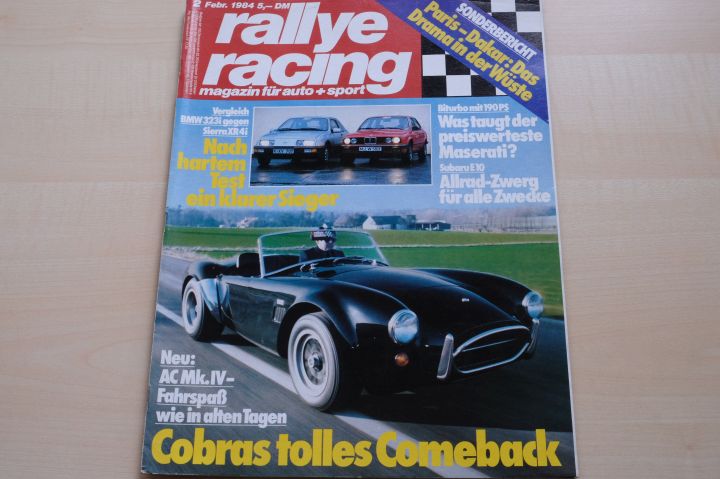 2 Febr. 1984 5,– DM
rallye
racing
magazin für auto + sport
SONDERBERICHT
Paris – Dakar: Das
Drama in der Wüste
Vergleich
BMW 323i gegen
Sierra XR4i
Nach
hartem
Test
ein klarer Sieger
Biturbo mit 190 PS
Was taugt der
preiswerteste
Maserati?
Subaru E10
Allrad-Zwerg
für alle Zwecke
Neu:
AC Mk. IV –
Fahrspaß
wie in alten Tagen
Cobras tolles Comeback